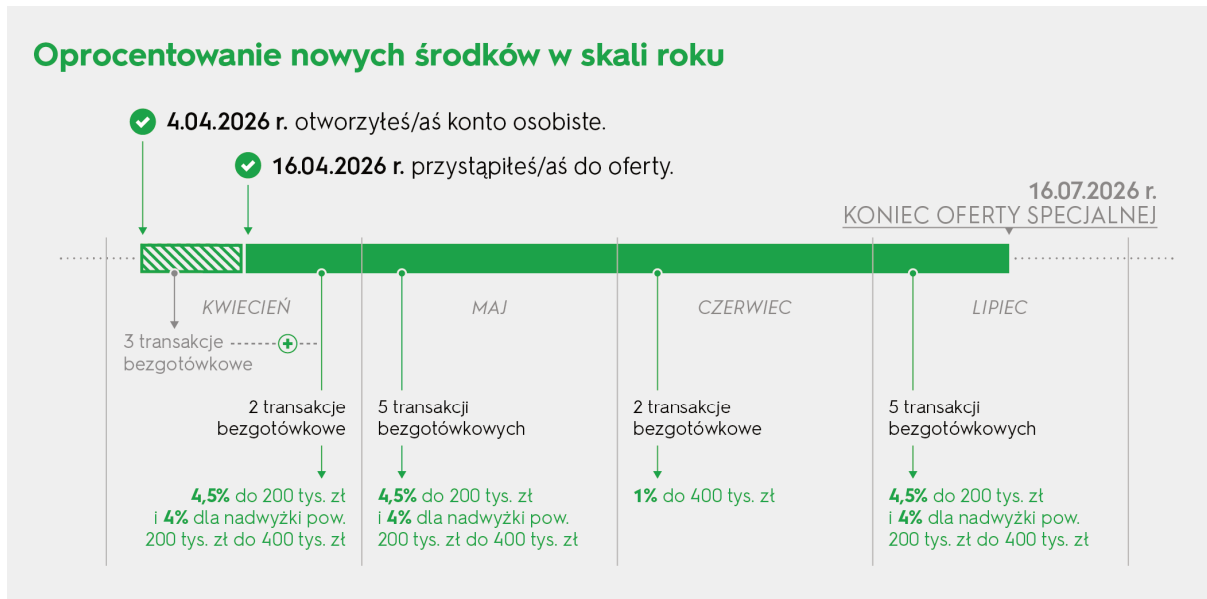 Oprocentowanie nowych środków w skali roku
4.04.2026 r. otworzyłeś/aś konto osobiste.
16.04.2026 r. przystąpiłeś/aś do oferty.
16.07.2026 r.
KONIEC OFERTY SPECJALNEJ
KWIECIEŃ
MAJ
CZERWIEC
LIPIEC
3 transakcje
bezgotówkowe
2 transakcje
bezgotówkowe
4,5% do 200 tys. zł
i 4% dla nadwyżki pow.
200 tys. zł do 400 tys. zł
5 transakcji
bezgotówkowych
4,5% do 200 tys. zł
i 4% dla nadwyżki pow.
200 tys. zł do 400 tys. zł
2 transakcje
bezgotówkowe
1% do 400 tys. zł
5 transakcji
bezgotówkowych
4,5% do 200 tys. zł
i 4% dla nadwyżki pow.
200 tys. zł do 400 tys. zł